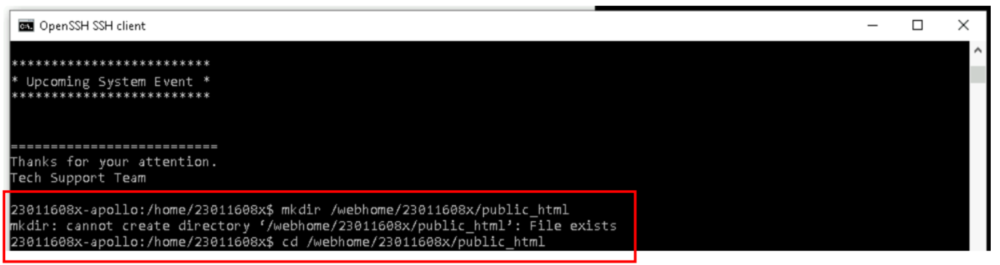 OpenSSH SSH client
*************************
* Upcoming System Event *
*************************
==========================
Thanks for your attention.
Tech Support Team
23011608x-apollo:/home/23011608x$ mkdir /webhome/23011608x/public_html
mkdir: cannot create directory ‘/webhome/23011608x/public_html’: File exists
23011608x-apollo:/home/23011608x$ cd /webhome/23011608x/public_html